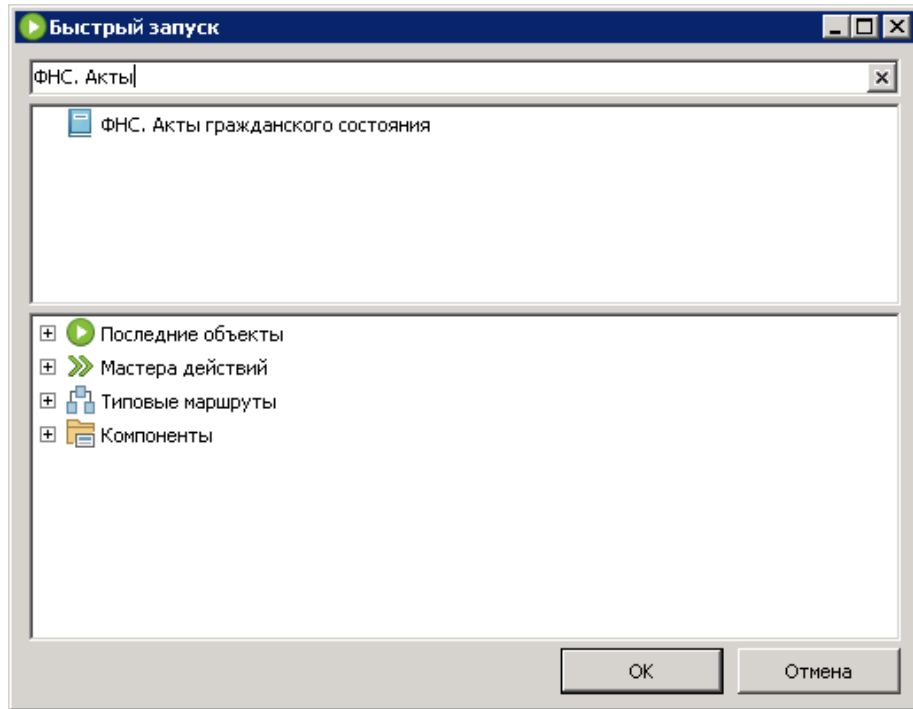 Быстрый запуск
ФНС. Акты
ФНС. Акты гражданского состояния
Последние объекты
Мастера действий
Типовые маршруты
Компоненты
OK
Отмена